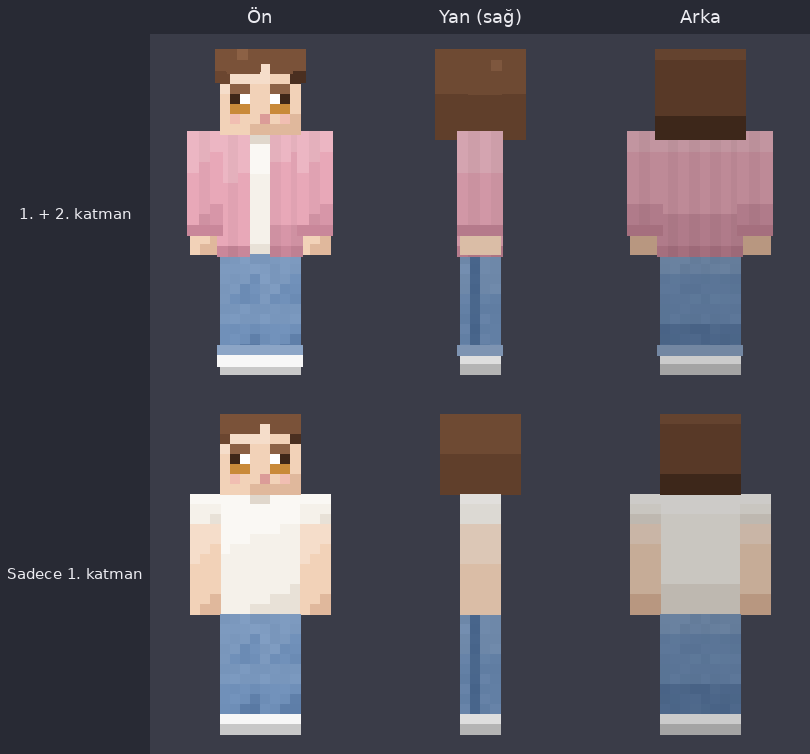 Ön
Yan (sağ)
Arka
1. + 2. katman
Sadece 1. katman